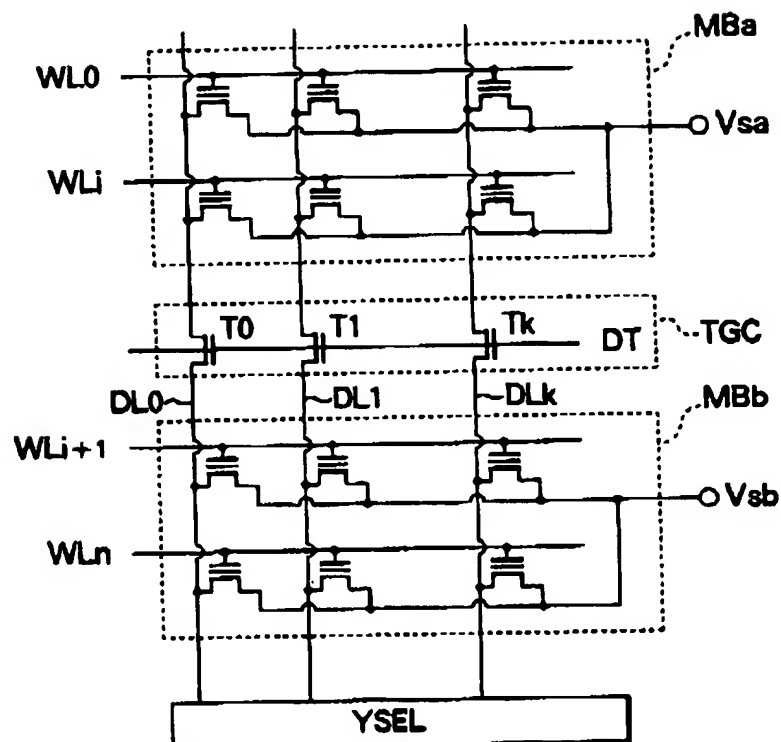 MBa
WL0
Vsa
WLi
T0 T1 Tk DT TGC
DL0 DL1 DLk MBb
WLi+1
Vsb
WLn
YSEL